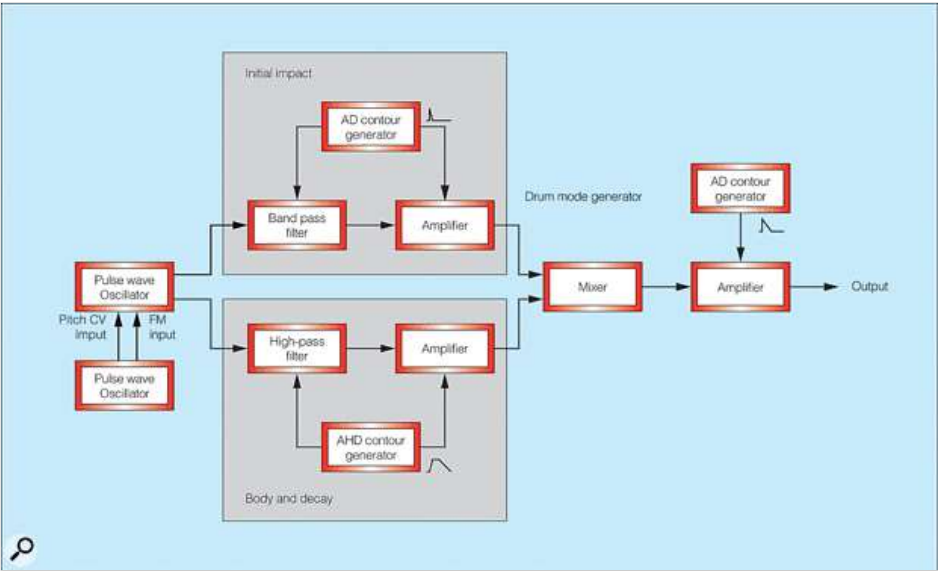 Initial impact
AD contour
generator
Band pass
filter
Amplifier
Drum mode generator
AD contour
generator
Pulse wave
Oscillator
Mixer
Amplifier
Output
Pitch CV
imput
FM
input
High-pass
filter
Amplifier
Pulse wave
Oscillator
AHD contour
generator
Body and decay